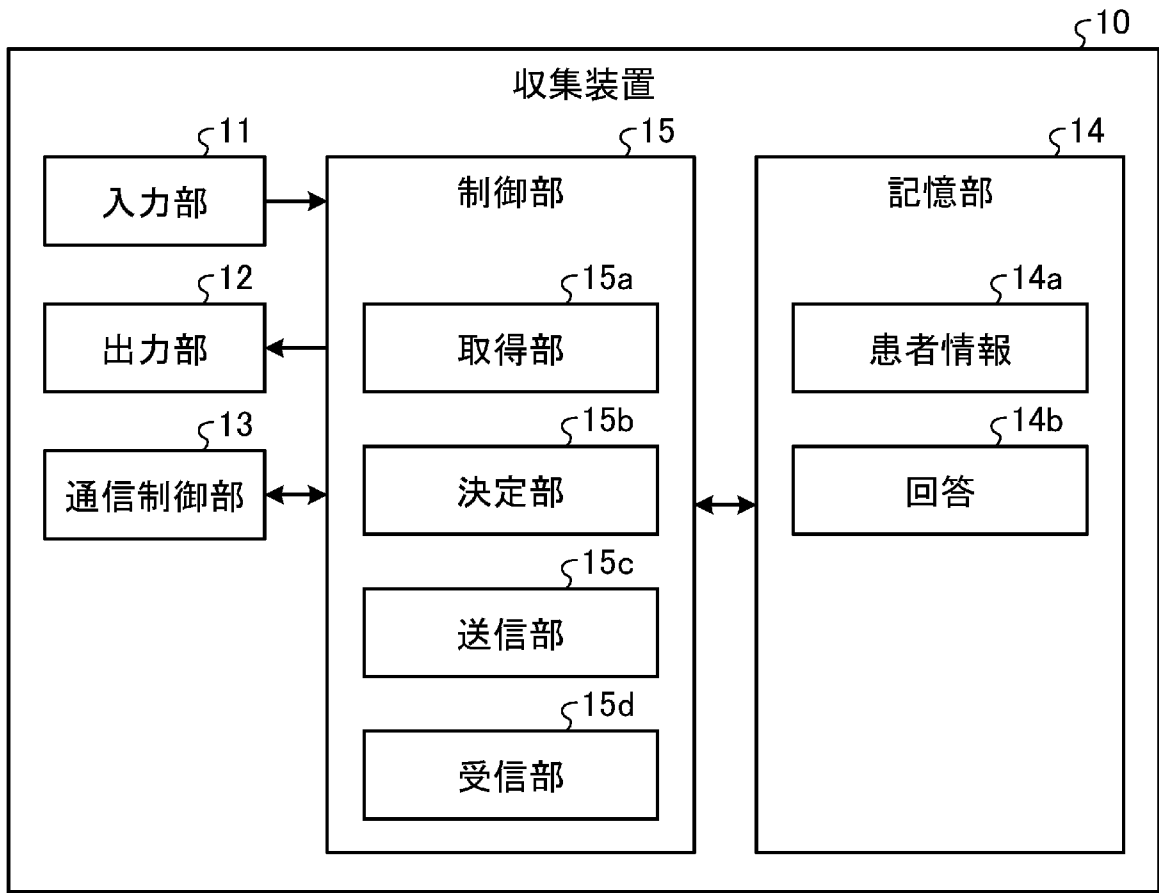 10
収集装置
11
入力部
12
出力部
13
通信制御部
15
制御部
15a
取得部
15b
決定部
15c
送信部
15d
受信部
14
記憶部
14a
患者情報
14b
回答